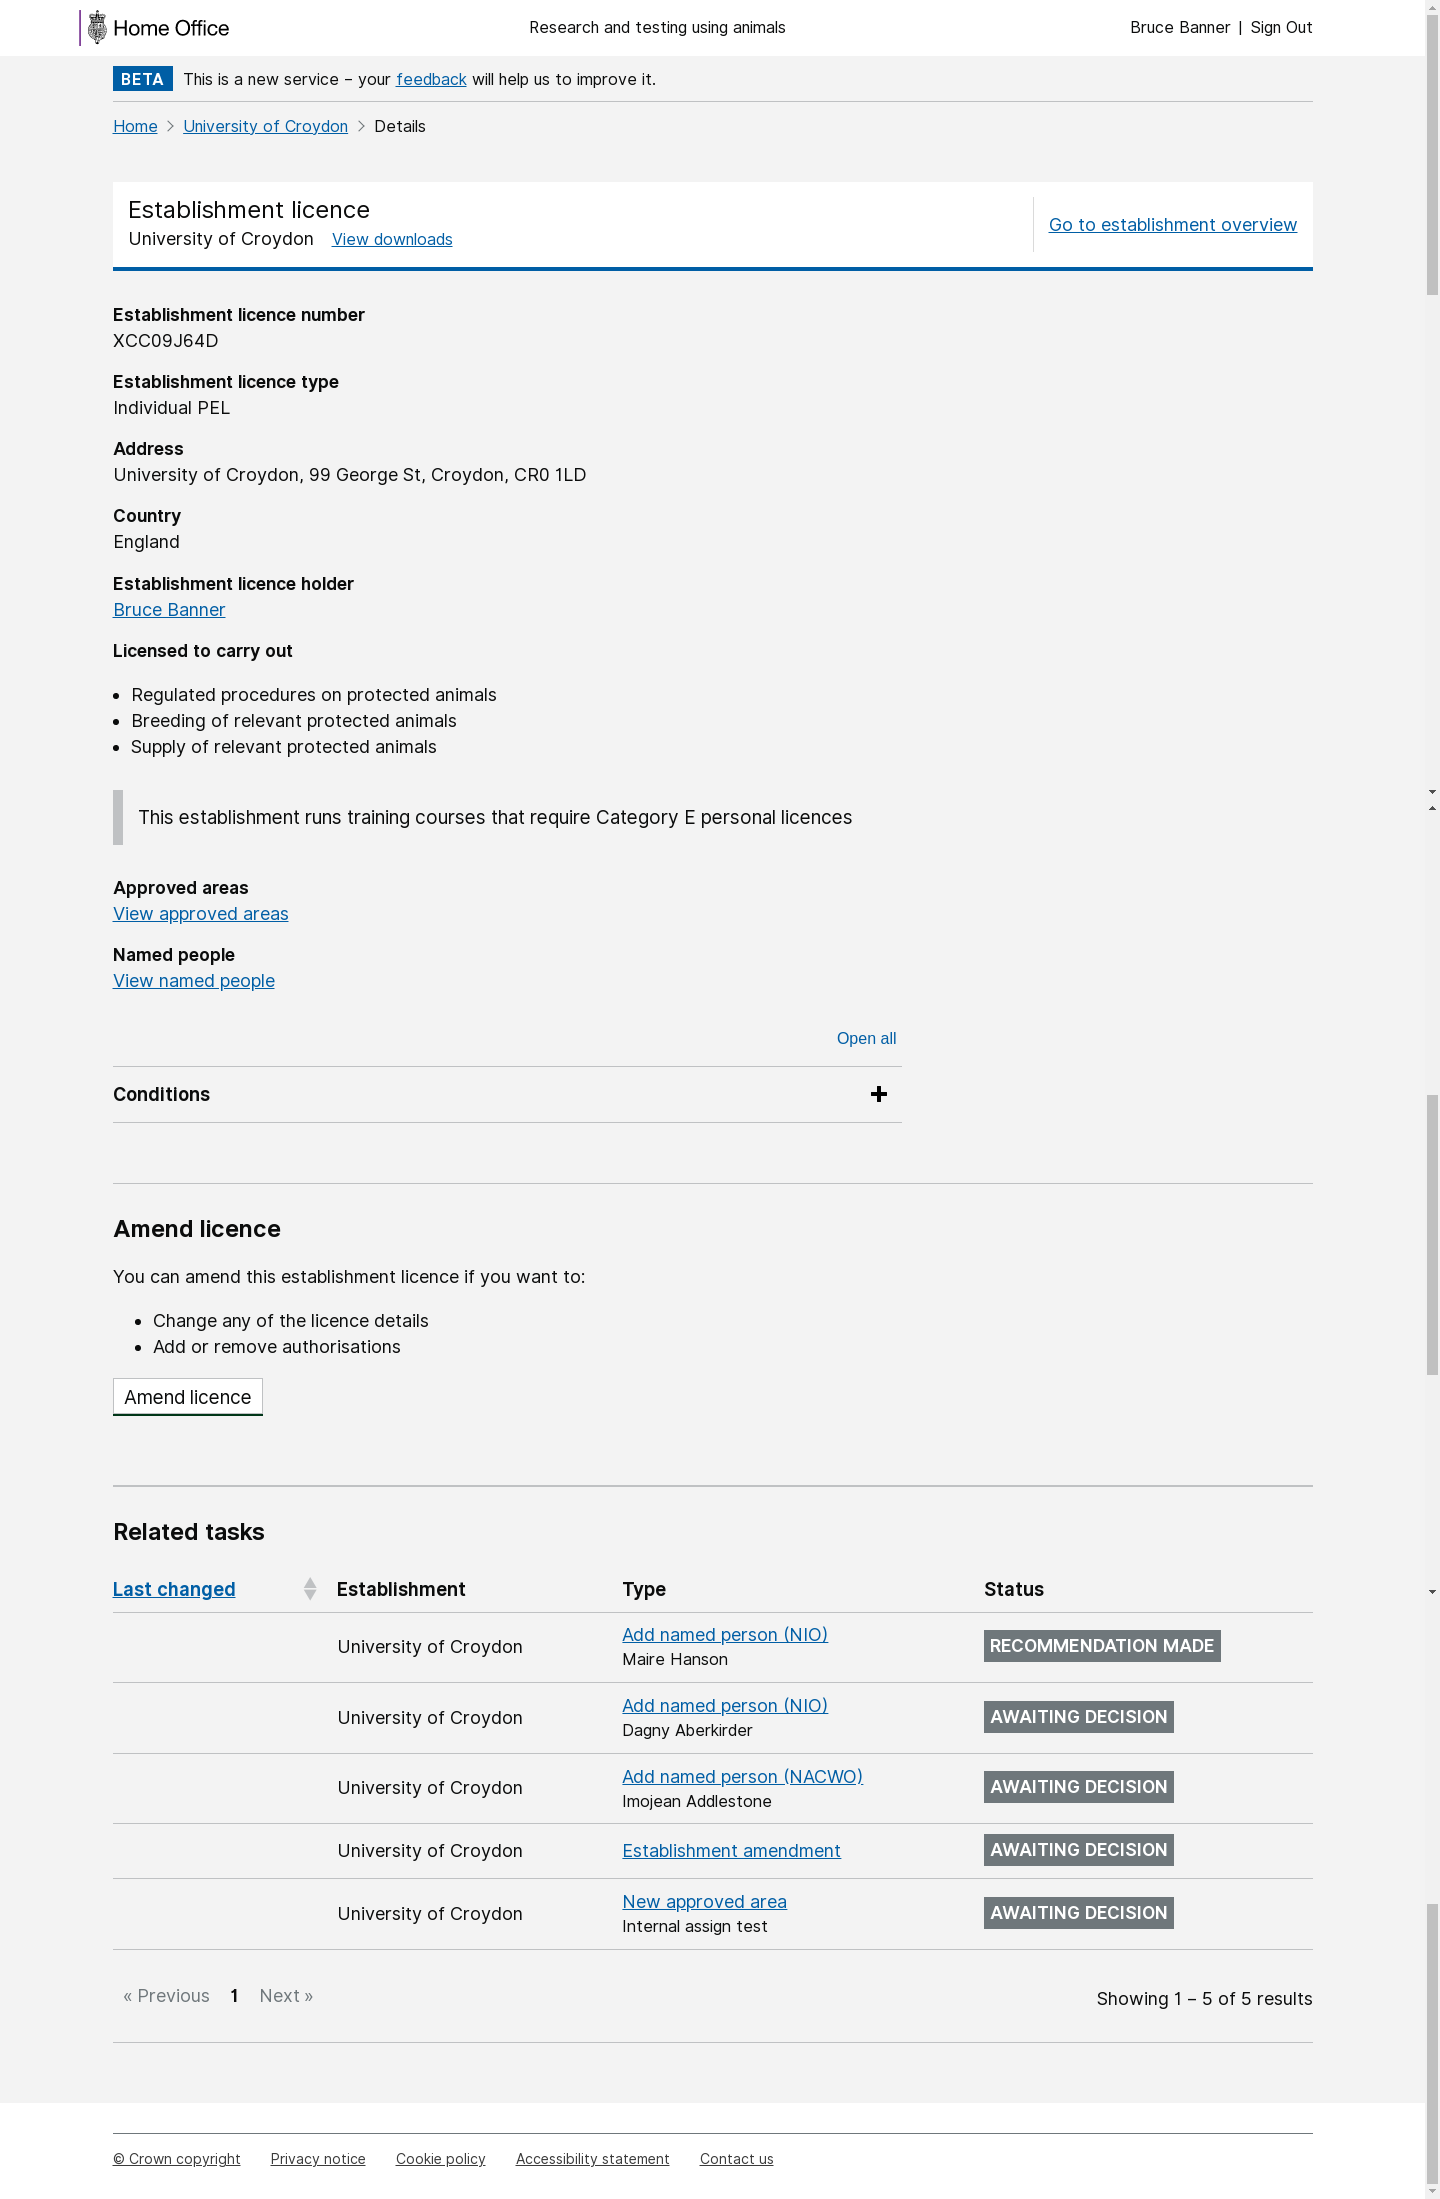 Home Office
Research and testing using animals
Bruce Banner | Sign Out
BETA This is a new service – your feedback will help us to improve it.
Home > University of Croydon > Details
Establishment licence
University of Croydon View downloads
Go to establishment overview
Establishment licence number
XCC09J64D
Establishment licence type
Individual PEL
Address
University of Croydon, 99 George St, Croydon, CR0 1LD
Country
England
Establishment licence holder
Bruce Banner
Licensed to carry out
• Regulated procedures on protected animals
• Breeding of relevant protected animals
• Supply of relevant protected animals
This establishment runs training courses that require Category E personal licences
Approved areas
View approved areas
Named people
View named people
Open all
Conditions +
Amend licence
You can amend this establishment licence if you want to:
• Change any of the licence details
• Add or remove authorisations
Amend licence
Related tasks
Last changed Establishment Type Status
University of Croydon Add named person (NIO) RECOMMENDATION MADE
Maire Hanson
University of Croydon Add named person (NIO) AWAITING DECISION
Dagny Aberkirder
University of Croydon Add named person (NACWO) AWAITING DECISION
Imojean Addlestone
University of Croydon Establishment amendment AWAITING DECISION
University of Croydon New approved area AWAITING DECISION
Internal assign test
« Previous 1 Next »
Showing 1 – 5 of 5 results
© Crown copyright Privacy notice Cookie policy Accessibility statement Contact us